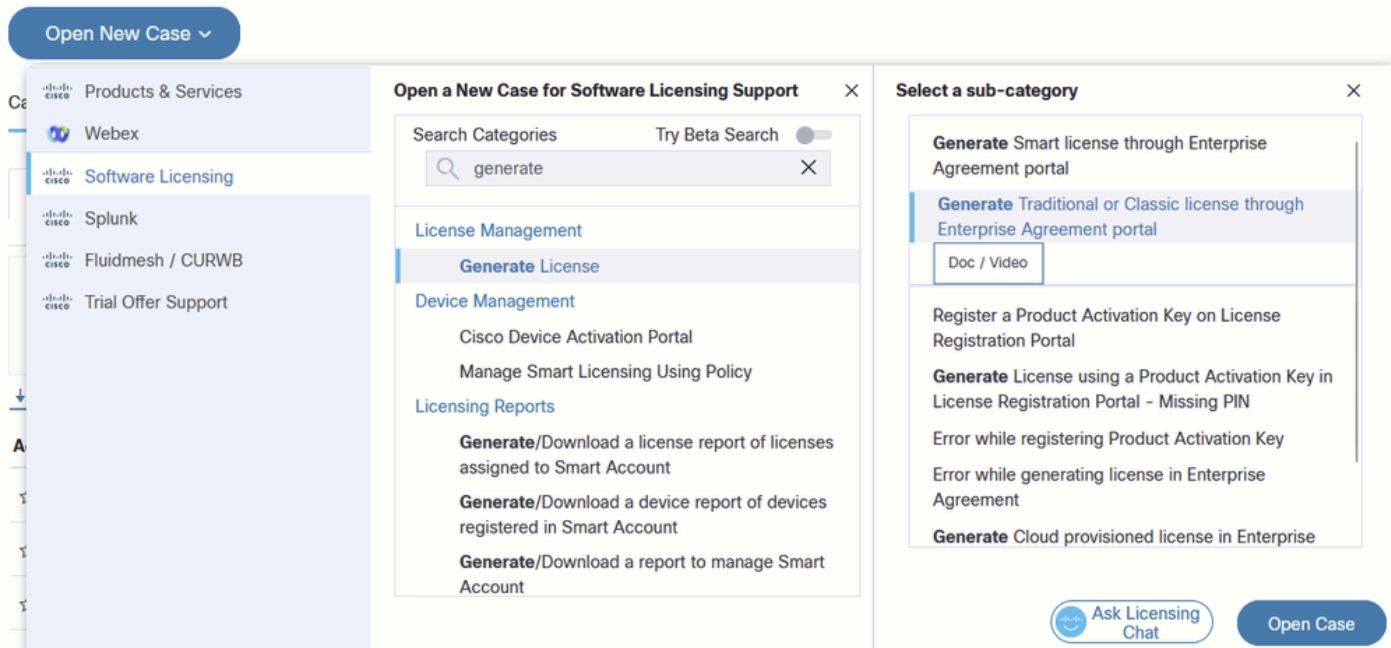 Open New Case
Ca
A
CISCO
Products & Services
Webex
CISCO
Software Licensing
CISCO
Splunk
CISCO
Fluidmesh / CURWB
CISCO
Trial Offer Support
Open a New Case for Software Licensing Support
Search Categories
Try Beta Search
generate
License Management
Generate License
Device Management
Cisco Device Activation Portal
Manage Smart Licensing Using Policy
Licensing Reports
Generate/Download a license report of licenses
assigned to Smart Account
Generate/Download a device report of devices
registered in Smart Account
Generate/Download a report to manage Smart
Account
Select a sub-category
Generate Smart license through Enterprise
Agreement portal
Generate Traditional or Classic license through
Enterprise Agreement portal
Doc / Video
Register a Product Activation Key on License
Registration Portal
Generate License using a Product Activation Key in
License Registration Portal - Missing PIN
Error while registering Product Activation Key
Error while generating license in Enterprise
Agreement
Generate Cloud provisioned license in Enterprise
Ask Licensing
Chat
Open Case